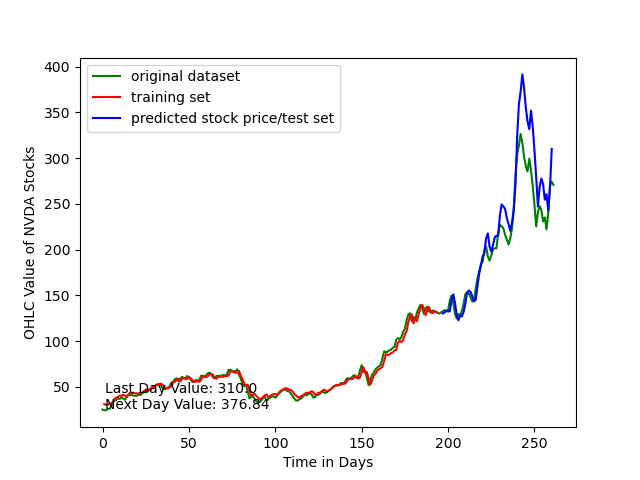 original dataset
training set
predicted stock price/test set
OHLC Value of NVDA Stocks
400
350
300
250
200
150
100
50
Last Day Value: 310.0
Next Day Value: 376.84
0 50 100 150 200 250
Time in Days